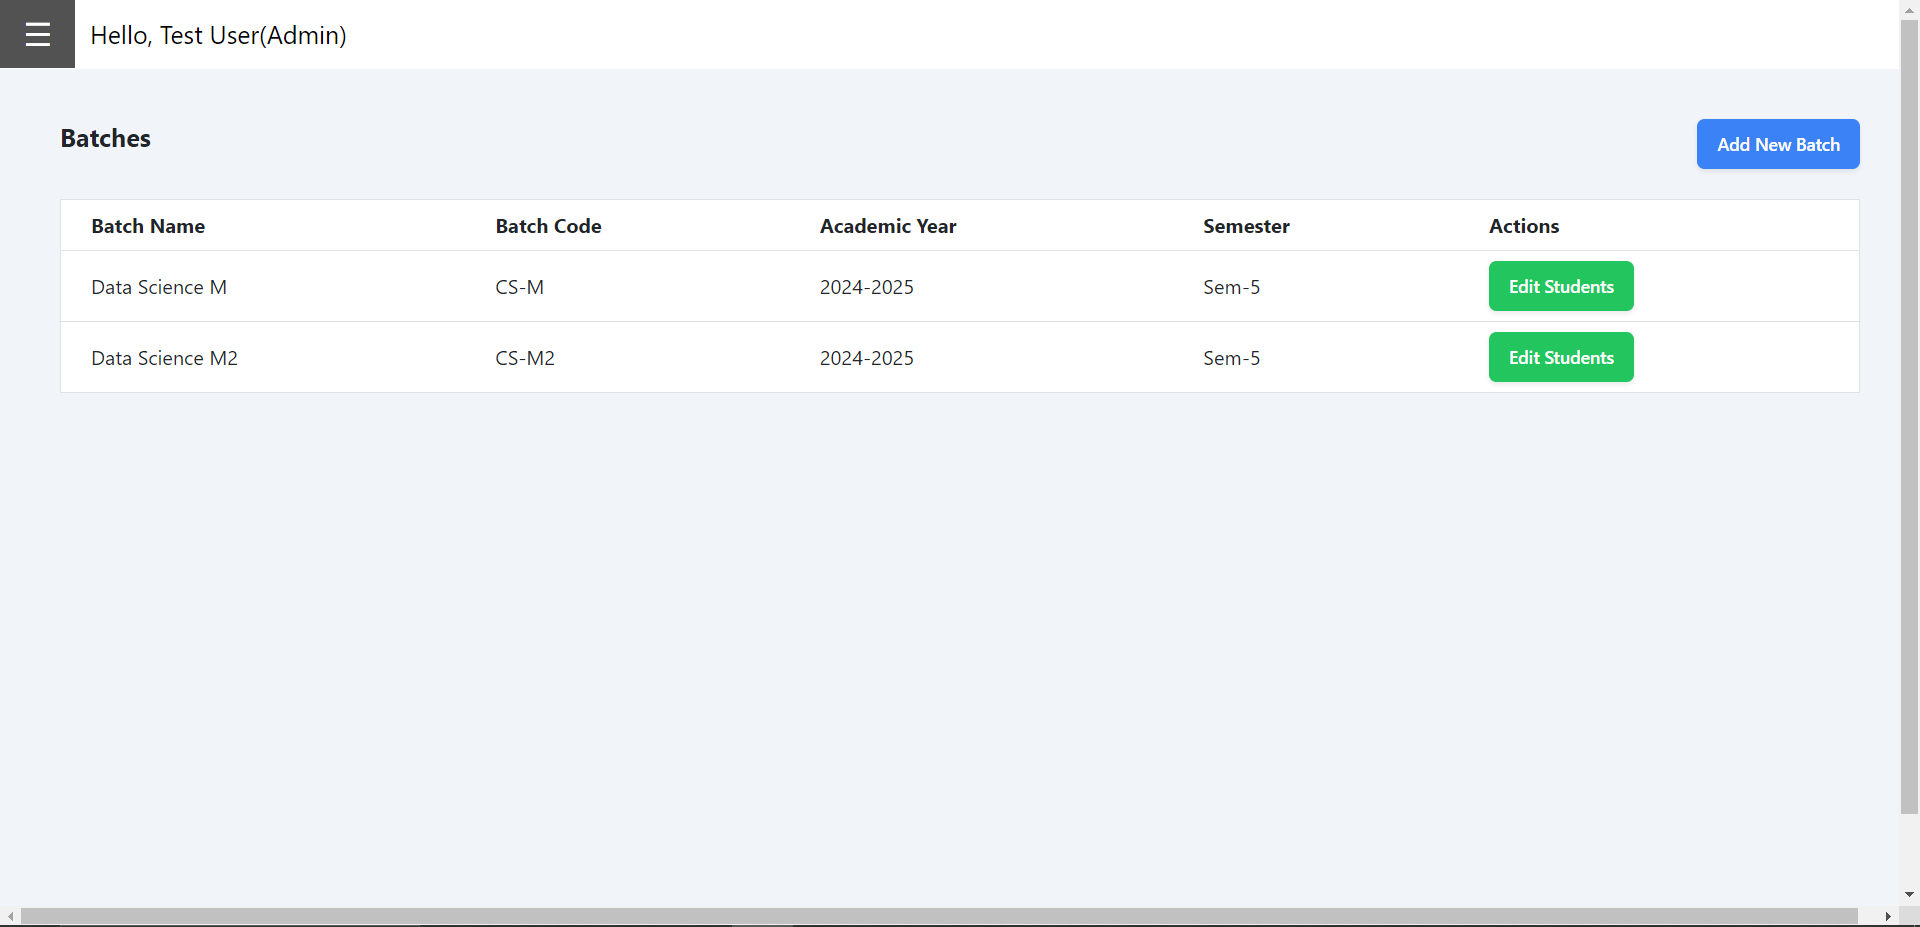 Hello, Test User(Admin)
Batches
Add New Batch
Batch Name Batch Code Academic Year Semester Actions
Data Science M CS-M 2024-2025 Sem-5 Edit Students
Data Science M2 CS-M2 2024-2025 Sem-5 Edit Students